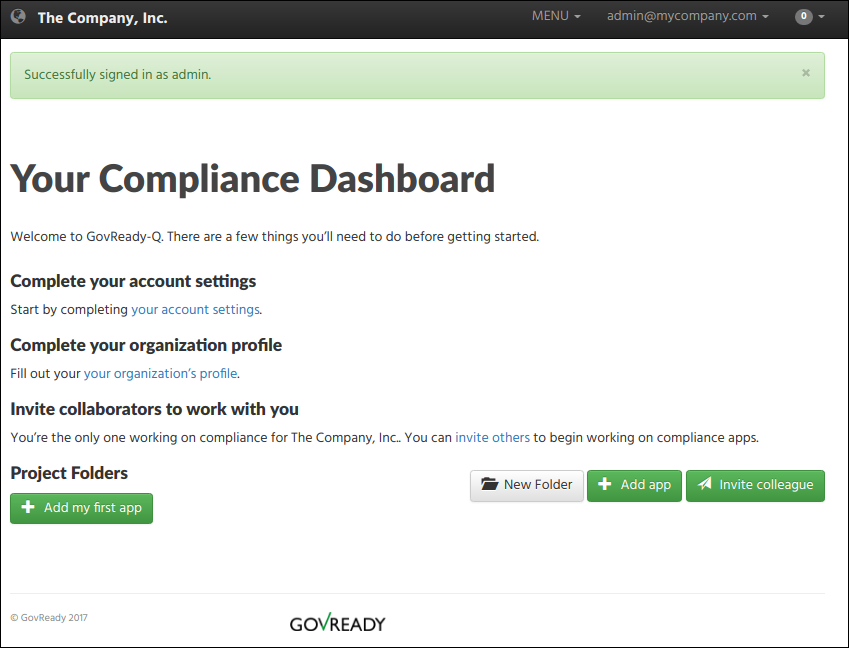 The Company, Inc. MENU admin@mycompany.com 0
Successfully signed in as admin. ×
Your Compliance Dashboard
Welcome to GovReady-Q. There are a few things you’ll need to do before getting started.
Complete your account settings
Start by completing your account settings.
Complete your organization profile
Fill out your your organization’s profile.
Invite collaborators to work with you
You’re the only one working on compliance for The Company, Inc.. You can invite others to begin working on compliance apps.
Project Folders
New Folder Add app Invite colleague
Add my first app
© GovReady 2017 GOVREADY